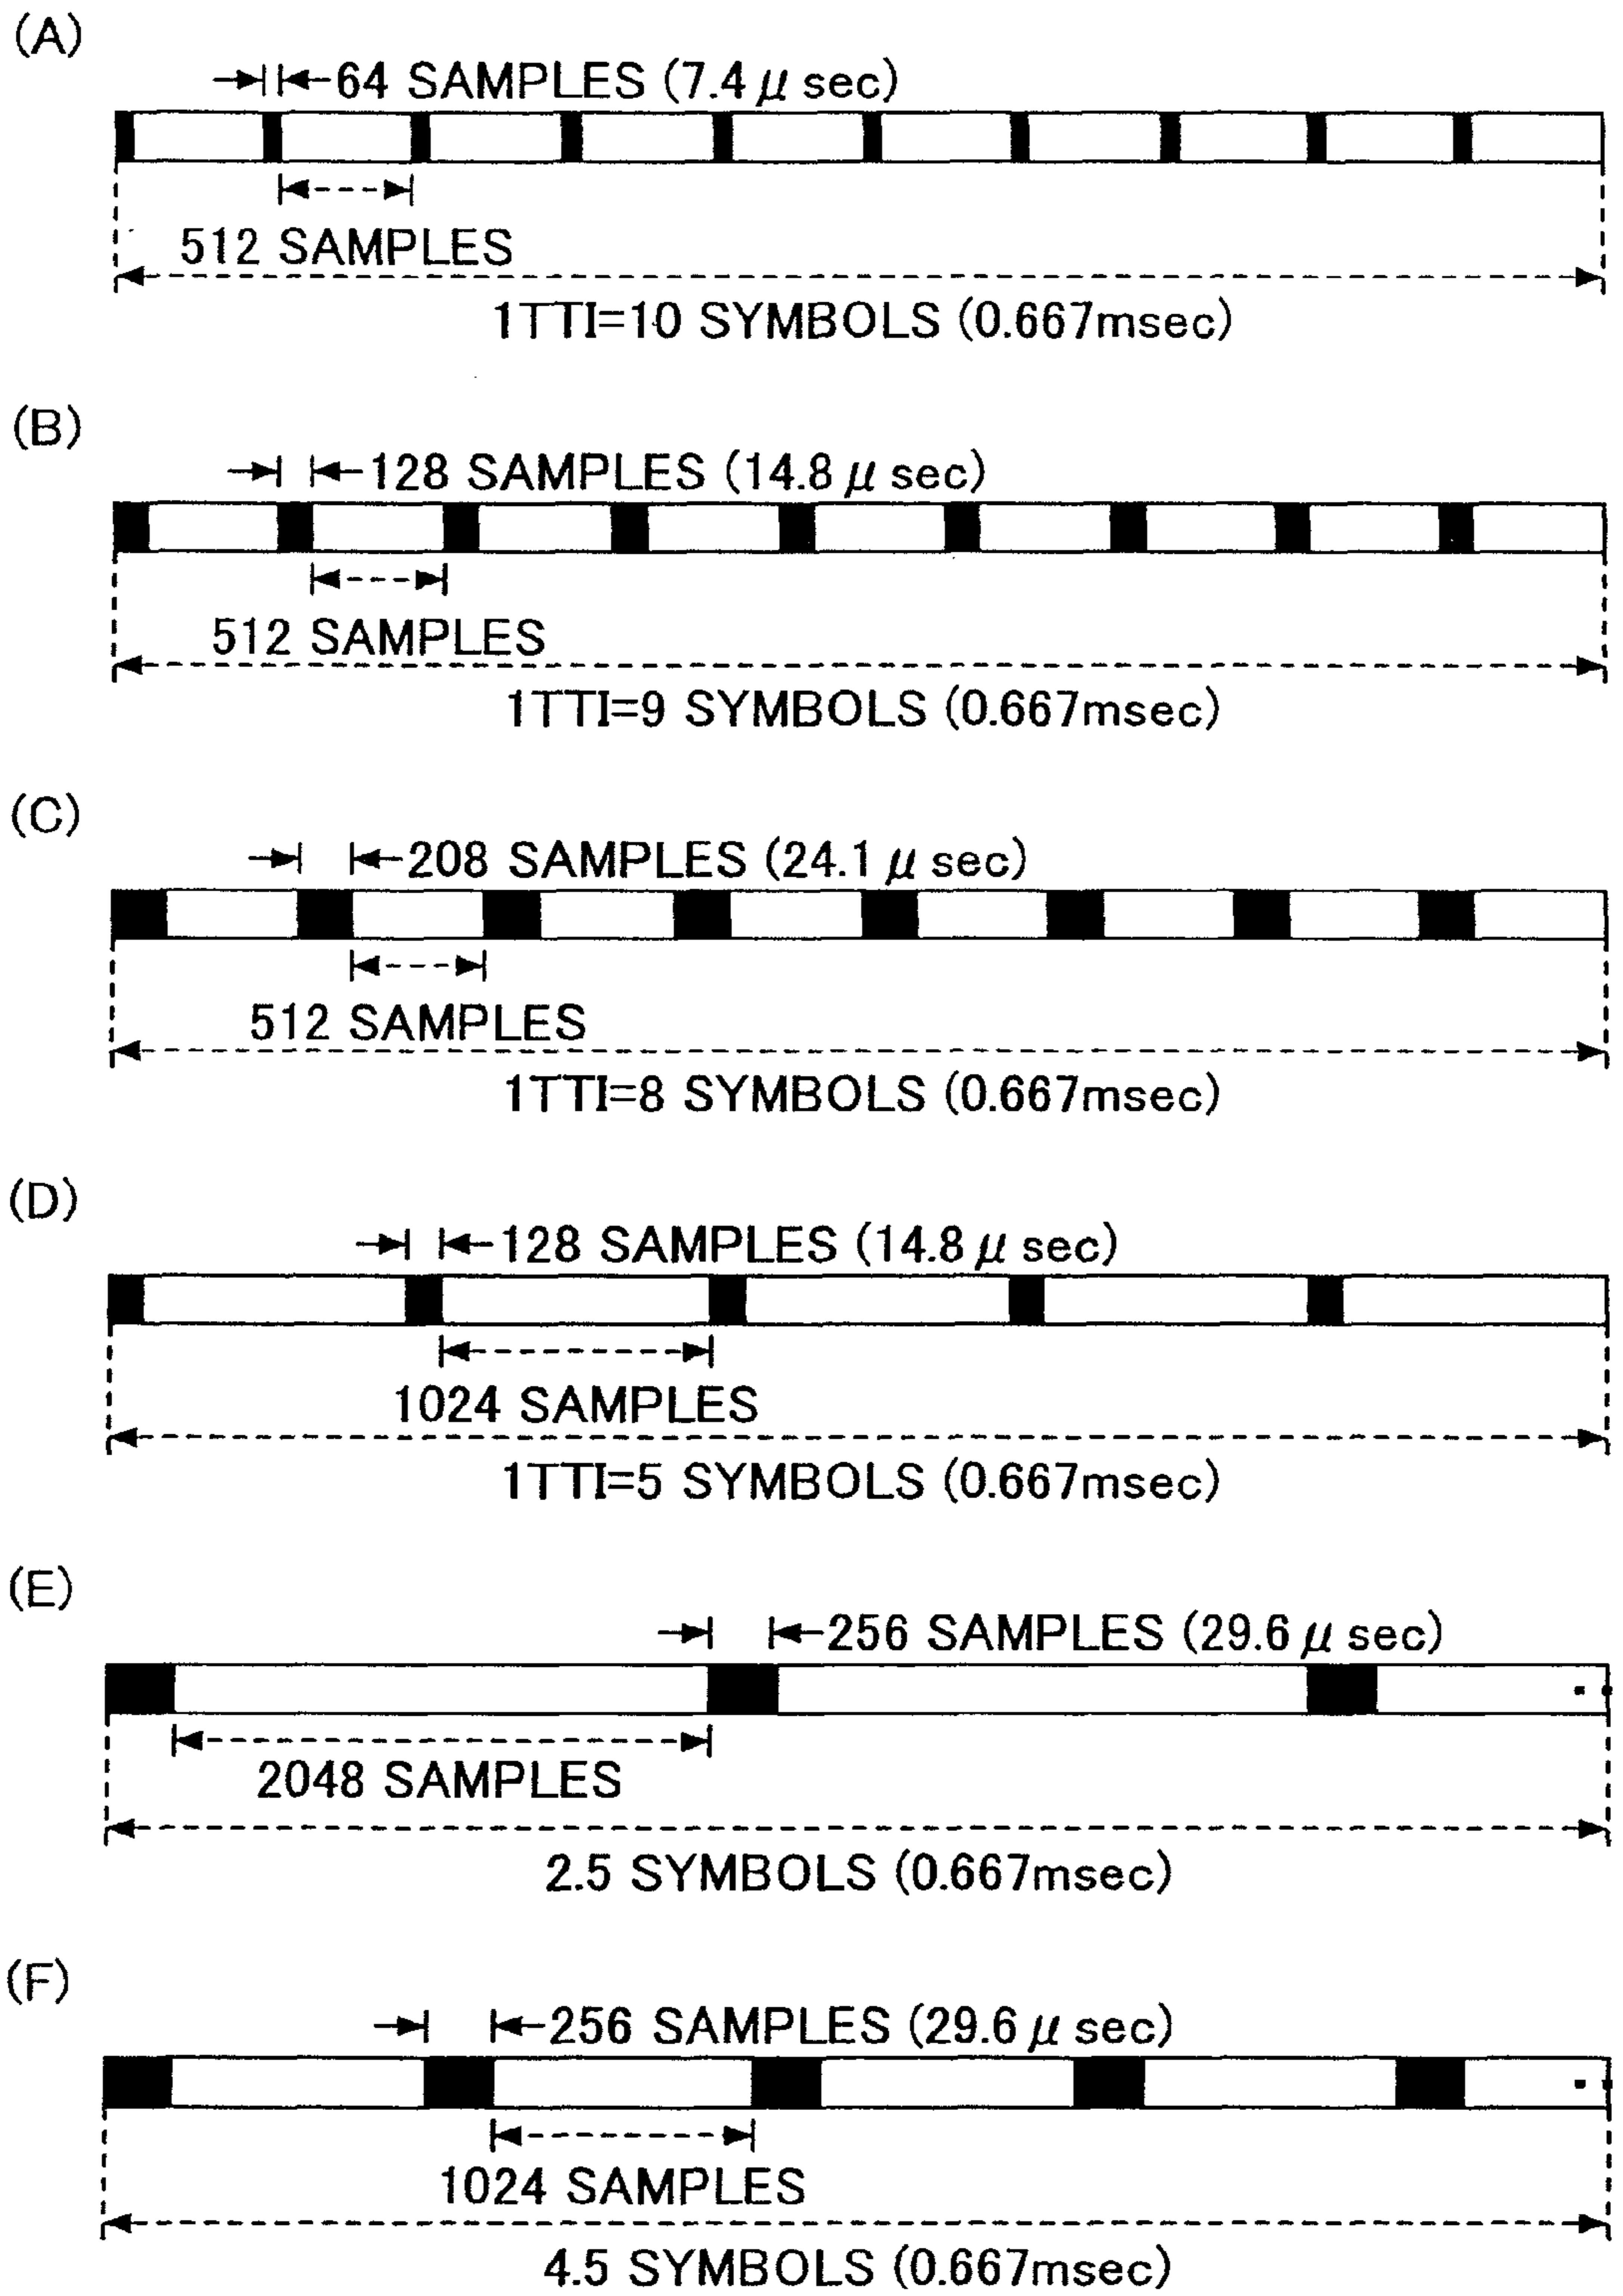 (A)
64 SAMPLES (7.4 μ sec)
512 SAMPLES
1TTI=10 SYMBOLS (0.667msec)
(B)
128 SAMPLES (14.8 μ sec)
512 SAMPLES
1TTI=9 SYMBOLS (0.667msec)
(C)
208 SAMPLES (24.1 μ sec)
512 SAMPLES
1TTI=8 SYMBOLS (0.667msec)
(D)
128 SAMPLES (14.8 μ sec)
1024 SAMPLES
1TTI=5 SYMBOLS (0.667msec)
(E)
256 SAMPLES (29.6 μ sec)
2048 SAMPLES
2.5 SYMBOLS (0.667msec)
(F)
256 SAMPLES (29.6 μ sec)
1024 SAMPLES
4.5 SYMBOLS (0.667msec)